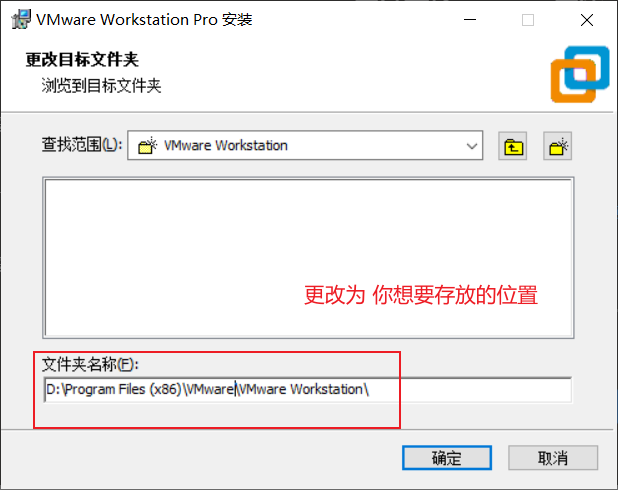 VMware Workstation Pro 安装
更改目标文件夹
浏览到目标文件夹
查找范围(L): VMware Workstation
更改为 你想要存放的位置
文件夹名称(F):
D:\Program Files (x86)\VMware\VMware Workstation\
确定 取消